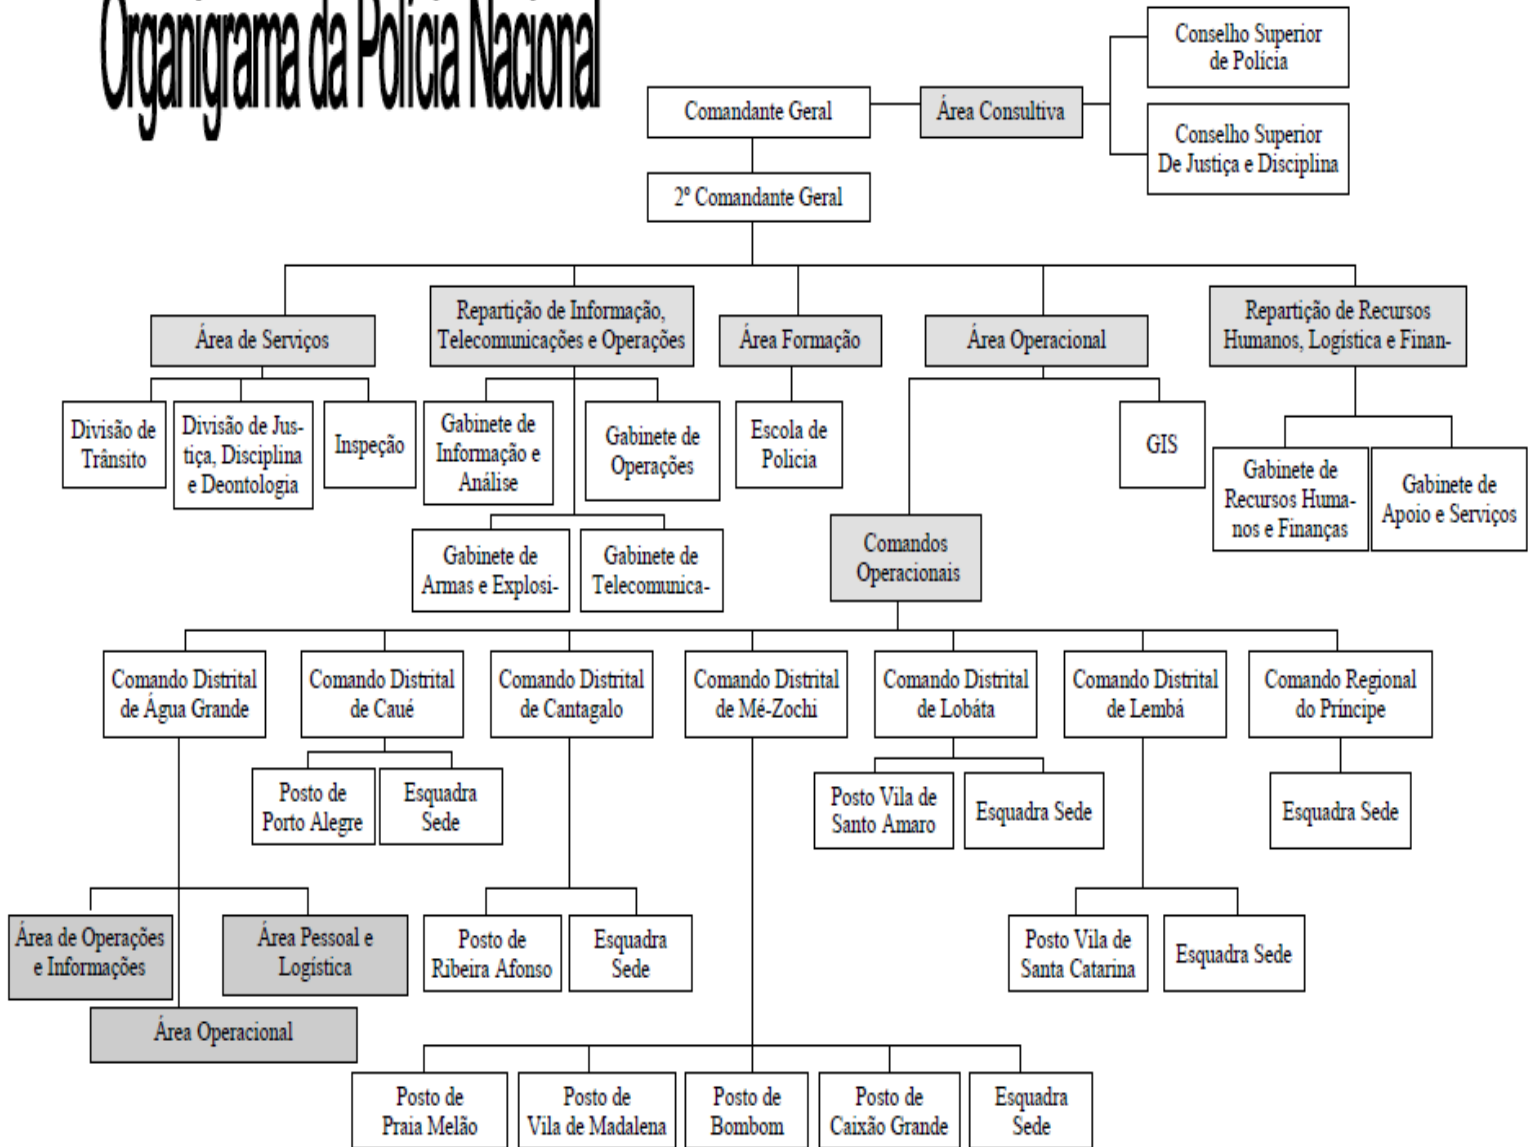 Organigrama da Polícia Nacional
Conselho Superior
de Polícia
Comandante Geral
Área Consultiva
Conselho Superior
De Justiça e Disciplina
2º Comandante Geral
Área de Serviços
Repartição de Informação,
Telecomunicações e Operações
Área Formação
Área Operacional
Repartição de Recursos
Humanos, Logística e Finan-
Divisão de
Trânsito
Divisão de Jus-
tiça, Disciplina
e Deontologia
Inspeção
Gabinete de
Informação e
Análise
Gabinete de
Operações
Escola de
Policia
GIS
Gabinete de
Recursos Huma-
nos e Finanças
Gabinete de
Apoio e Serviços
Gabinete de
Armas e Explosi-
Gabinete de
Telecomunica-
Comandos
Operacionais
Comando Distrital
de Água Grande
Comando Distrital
de Caué
Comando Distrital
de Cantagalo
Comando Distrital
de Mé-Zochi
Comando Distrital
de Lobáta
Comando Distrital
de Lembá
Comando Regional
do Príncipe
Posto de
Porto Alegre
Esquadra
Sede
Posto Vila de
Santo Amaro
Esquadra Sede
Esquadra Sede
Área de Operações
e Informações
Área Pessoal e
Logística
Posto de
Ribeira Afonso
Esquadra
Sede
Posto Vila de
Santa Catarina
Esquadra Sede
Área Operacional
Posto de
Praia Melão
Posto de
Vila de Madalena
Posto de
Bombom
Posto de
Caixão Grande
Esquadra
Sede